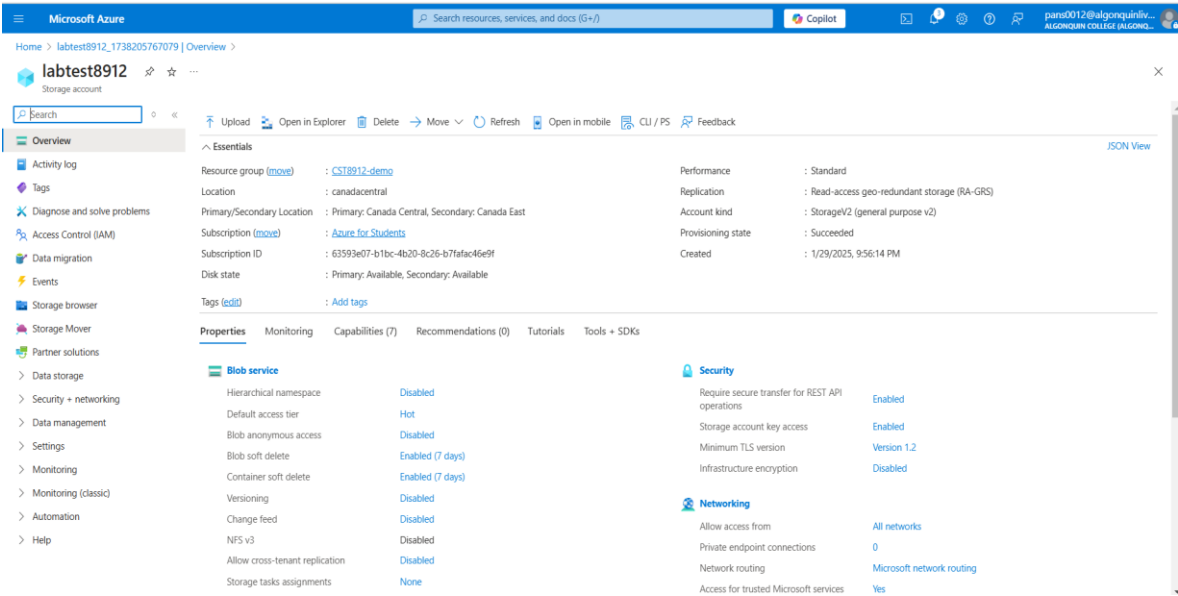 Microsoft Azure
Search resources, services, and docs (G+/)
Copilot
1
pans0012@algonquinliv...
ALGONQUIN COLLEGE (ALGONQ...
Home > labtest8912_1738205767079 | Overview >
labtest8912
Storage account
Search
Overview
Activity log
Tags
Diagnose and solve problems
Access Control (IAM)
Data migration
Events
Storage browser
Storage Mover
Partner solutions
Data storage
Security + networking
Data management
Settings
Monitoring
Monitoring (classic)
Automation
Help
Upload Open in Explorer Delete Move Refresh Open in mobile CLI / PS Feedback
Essentials
JSON View
Resource group (move) : CST8912-demo
Location : canadacentral
Primary/Secondary Location : Primary: Canada Central, Secondary: Canada East
Subscription (move) : Azure for Students
Subscription ID : 63593e07-b1bc-4b20-8c26-b7fafac46e9f
Disk state : Primary: Available, Secondary: Available
Tags (edit) : Add tags
Performance : Standard
Replication : Read-access geo-redundant storage (RA-GRS)
Account kind : StorageV2 (general purpose v2)
Provisioning state : Succeeded
Created : 1/29/2025, 9:56:14 PM
Properties Monitoring Capabilities (7) Recommendations (0) Tutorials Tools + SDKs
Blob service
Hierarchical namespace Disabled
Default access tier Hot
Blob anonymous access Disabled
Blob soft delete Enabled (7 days)
Container soft delete Enabled (7 days)
Versioning Disabled
Change feed Disabled
NFS v3 Disabled
Allow cross-tenant replication Disabled
Storage tasks assignments None
Security
Require secure transfer for REST API
operations Enabled
Storage account key access Enabled
Minimum TLS version Version 1.2
Infrastructure encryption Disabled
Networking
Allow access from All networks
Private endpoint connections 0
Network routing Microsoft network routing
Access for trusted Microsoft services Yes